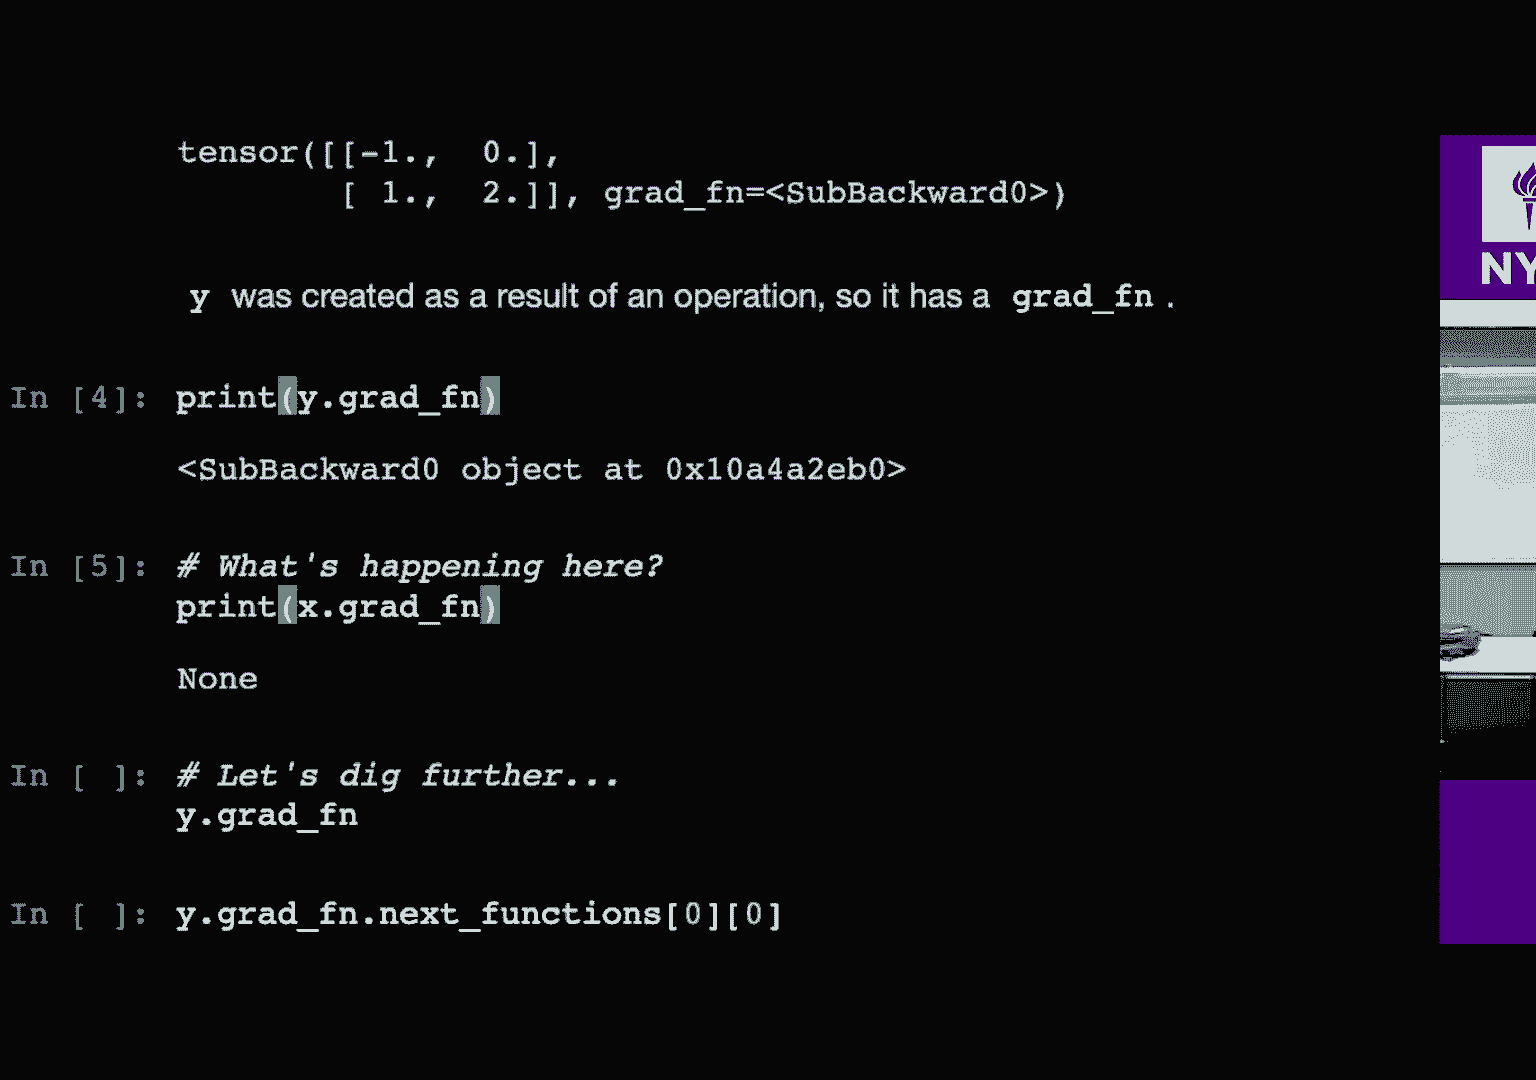 tensor([[-1.,  0.],
        [ 1.,  2.]], grad_fn=<SubBackward0>)
y was created as a result of an operation, so it has a grad_fn .
In [4]: print(y.grad_fn)
<SubBackward0 object at 0x10a4a2eb0>
In [5]: # What's happening here?
print(x.grad_fn)
None
In [ ]: # Let's dig further...
y.grad_fn
In [ ]: y.grad_fn.next_functions[0][0]
NY